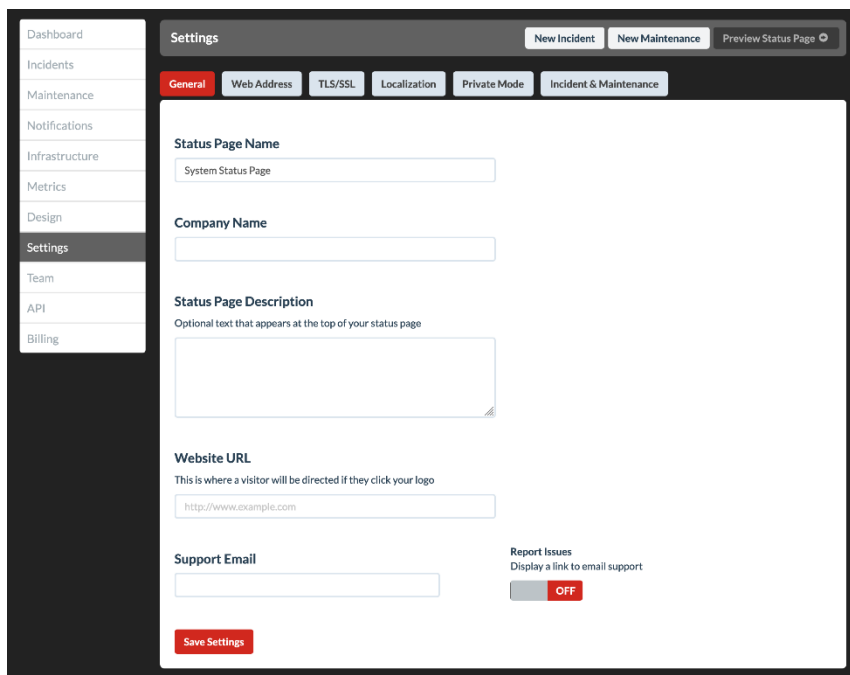 Dashboard
Incidents
Maintenance
Notifications
Infrastructure
Metrics
Design
Settings
Team
API
Billing
Settings
New Incident
New Maintenance
Preview Status Page
General
Web Address
TLS/SSL
Localization
Private Mode
Incident & Maintenance
Status Page Name
System Status Page
Company Name
Status Page Description
Optional text that appears at the top of your status page
Website URL
This is where a visitor will be directed if they click your logo
http://www.example.com
Support Email
Report Issues
Display a link to email support
OFF
Save Settings